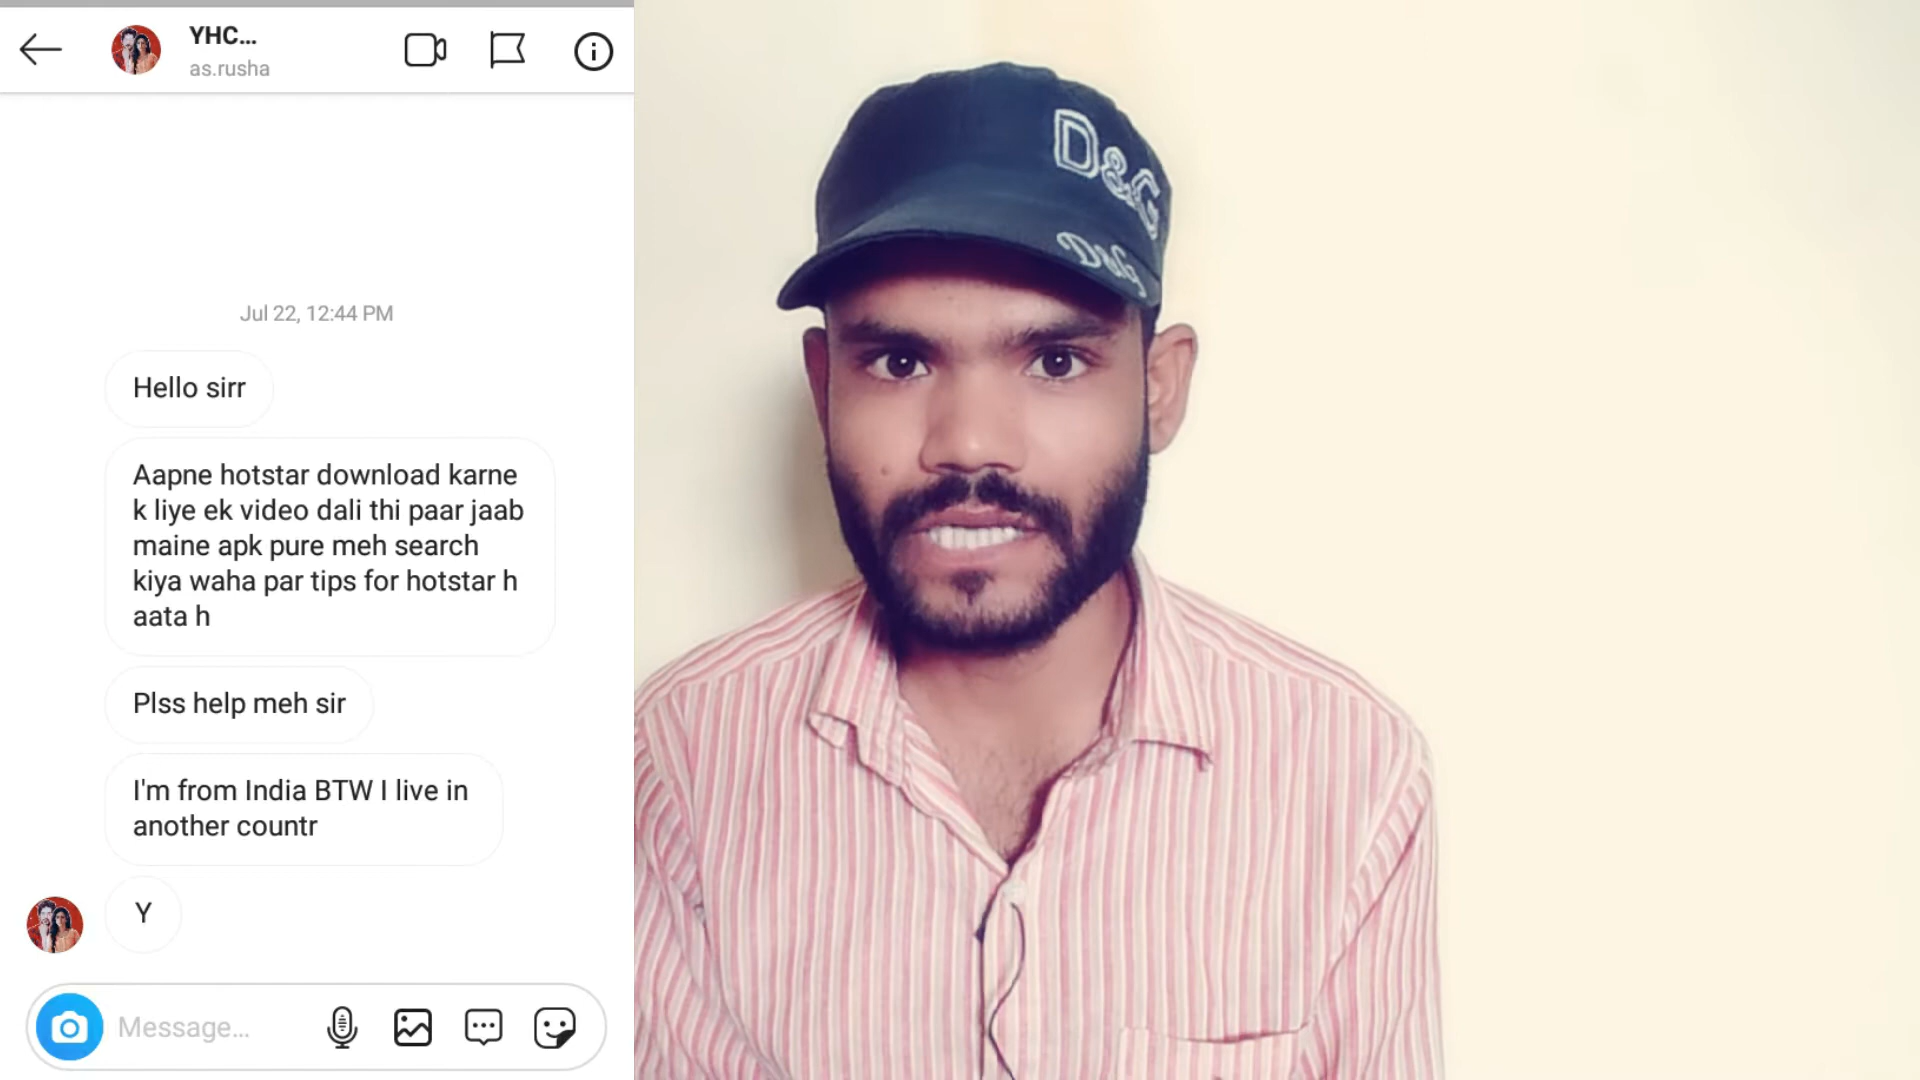 YHC...
as.rusha
Jul 22, 12:44 PM
Hello sirr
Aapne hotstar download karne
k liye ek video dali thi paar jaab
maine apk pure meh search
kiya waha par tips for hotstar h
aata h
Plss help meh sir
I'm from India BTW I live in
another countr
Y
Message...
D&G
D&G